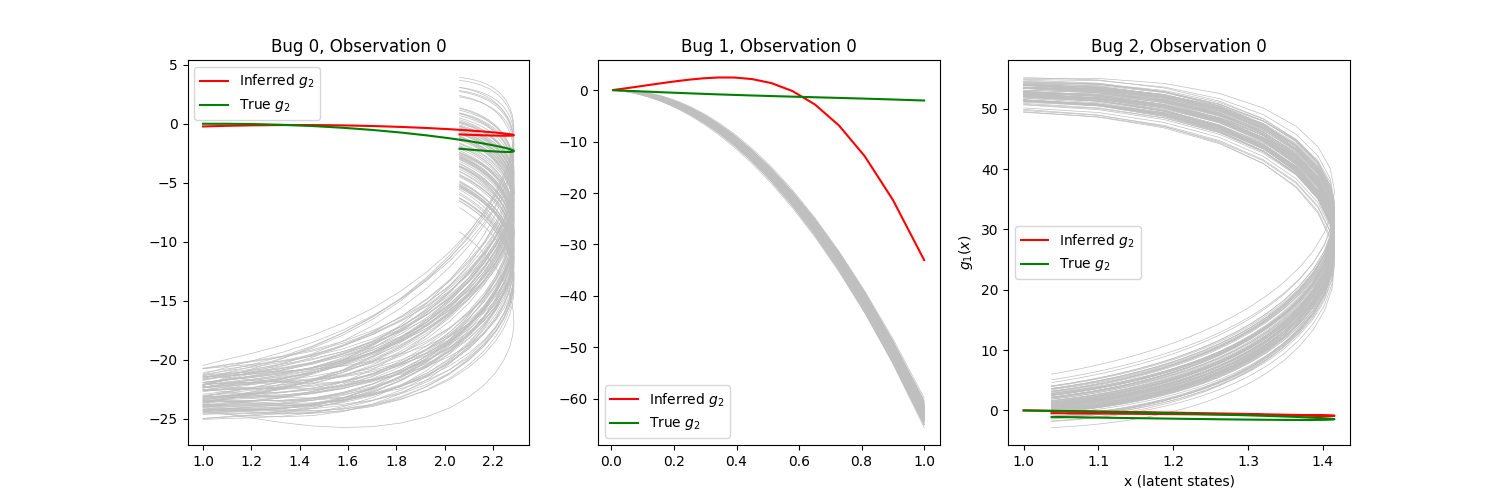 Bug 0, Observation 0
5
0
−5
−10
−15
−20
−25
1.0 1.2 1.4 1.6 1.8 2.0 2.2
Inferred g₂
True g₂
Bug 1, Observation 0
0
−10
−20
−30
−40
−50
−60
0.0 0.2 0.4 0.6 0.8 1.0
Inferred g₂
True g₂
Bug 2, Observation 0
g₁(x)
50
40
30
20
10
0
1.0 1.1 1.2 1.3 1.4
Inferred g₂
True g₂
x (latent states)